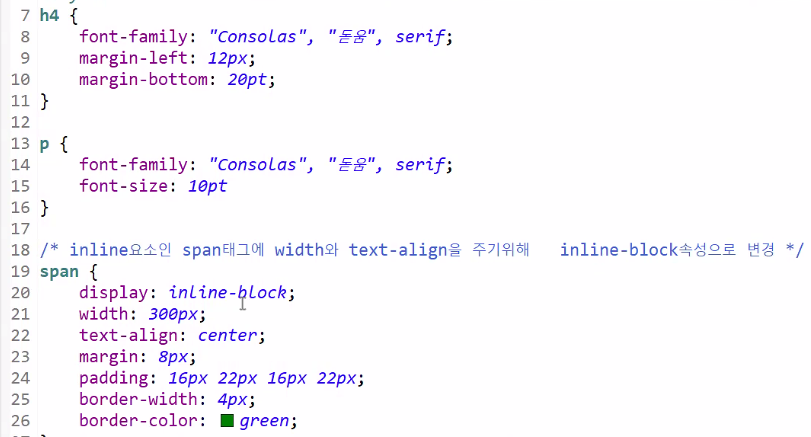 7 h4 {
8 font-family: "Consolas", "돋움", serif;
9 margin-left: 12px;
10 margin-bottom: 20pt;
11 }
12
13 p {
14 font-family: "Consolas", "돋움", serif;
15 font-size: 10pt
16 }
17
18 /* inline요소인 span태그에 width와 text-align을 주기위해 inline-block속성으로 변경 */
19 span {
20 display: inline-block;
21 width: 300px;
22 text-align: center;
23 margin: 8px;
24 padding: 16px 22px 16px 22px;
25 border-width: 4px;
26 border-color: green;